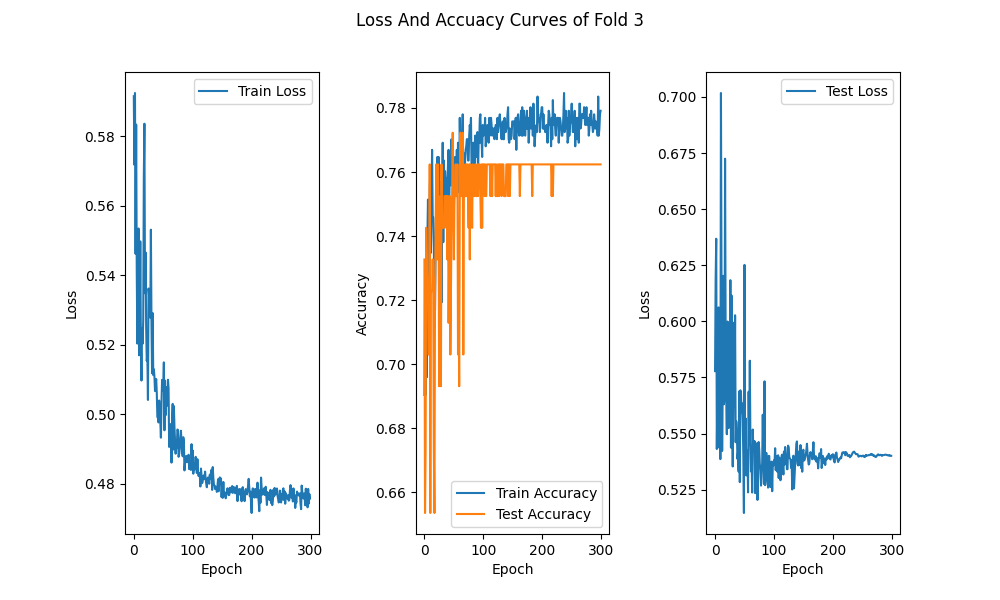 Loss And Accuacy Curves of Fold 3
Train Loss
0.58
0.56
0.54
0.52
0.50
0.48
Loss
0 100 200 300
Epoch
0.78
0.76
0.74
0.72
0.70
0.68
0.66
Accuracy
Train Accuracy
Test Accuracy
0 100 200 300
Epoch
Test Loss
0.700
0.675
0.650
0.625
0.600
0.575
0.550
0.525
Loss
0 100 200 300
Epoch